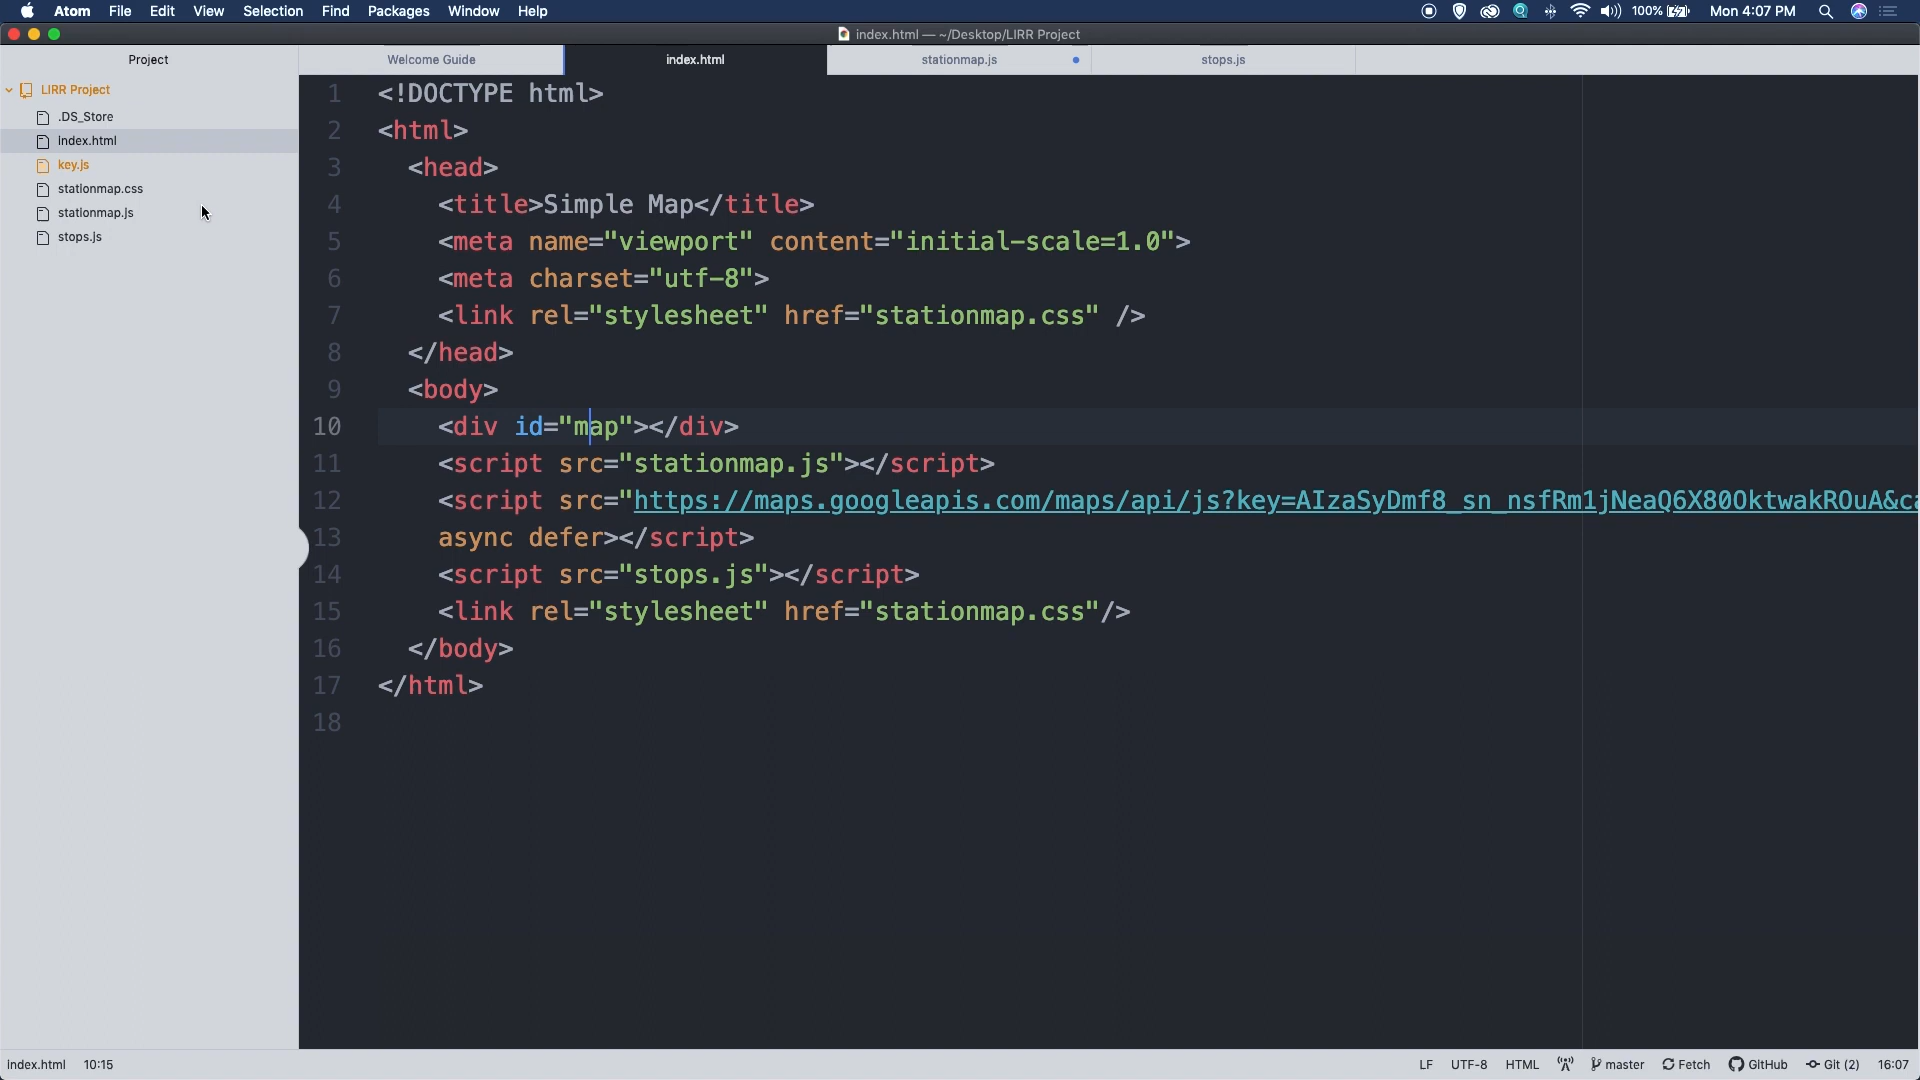 Atom File Edit View Selection Find Packages Window Help 100% Mon 4:07 PM
index.html — ~/Desktop/LIRR Project
Project
Welcome Guide index.html stationmap.js stops.js
LIRR Project
.DS_Store
index.html
key.js
stationmap.css
stationmap.js
stops.js
1 <!DOCTYPE html>
2 <html>
3 <head>
4 <title>Simple Map</title>
5 <meta name="viewport" content="initial-scale=1.0">
6 <meta charset="utf-8">
7 <link rel="stylesheet" href="stationmap.css" />
8 </head>
9 <body>
10 <div id="map"></div>
11 <script src="stationmap.js"></script>
12 <script src="https://maps.googleapis.com/maps/api/js?key=AIzaSyDmf8_sn_nsfRm1jNeaQ6X80OktwakROuA&ca
13 async defer></script>
14 <script src="stops.js"></script>
15 <link rel="stylesheet" href="stationmap.css"/>
16 </body>
17 </html>
18
index.html 10:15 LF UTF-8 HTML master Fetch GitHub Git (2) 16:07